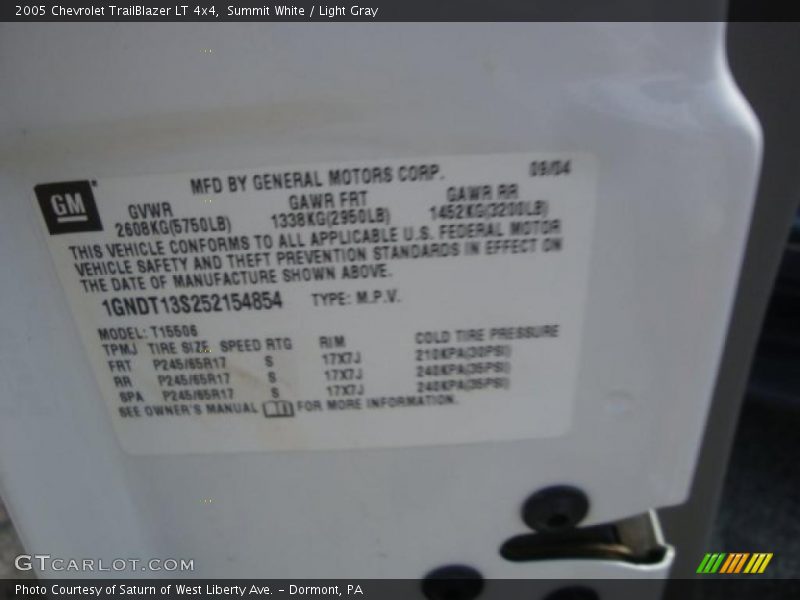 2005 Chevrolet TrailBlazer LT 4x4, Summit White / Light Gray
GM
MFD BY GENERAL MOTORS CORP. 09/04
GVWR GAWR FRT GAWR RR
2608KG(5750LB) 1338KG(2950LB) 1452KG(3200LB)
THIS VEHICLE CONFORMS TO ALL APPLICABLE U.S. FEDERAL MOTOR
VEHICLE SAFETY AND THEFT PREVENTION STANDARDS IN EFFECT ON
THE DATE OF MANUFACTURE SHOWN ABOVE.
1GNDT13S252154854 TYPE: M.P.V.
MODEL: T15506
TPMJ TIRE SIZE SPEED RTG RIM COLD TIRE PRESSURE
FRT P245/65R17 S 17X7J 210KPA(30PSI)
RR P245/65R17 S 17X7J 240KPA(35PSI)
SPA P245/65R17 S 17X7J 240KPA(35PSI)
SEE OWNER'S MANUAL FOR MORE INFORMATION.
GTCARLOT.COM
Photo Courtesy of Saturn of West Liberty Ave. - Dormont, PA